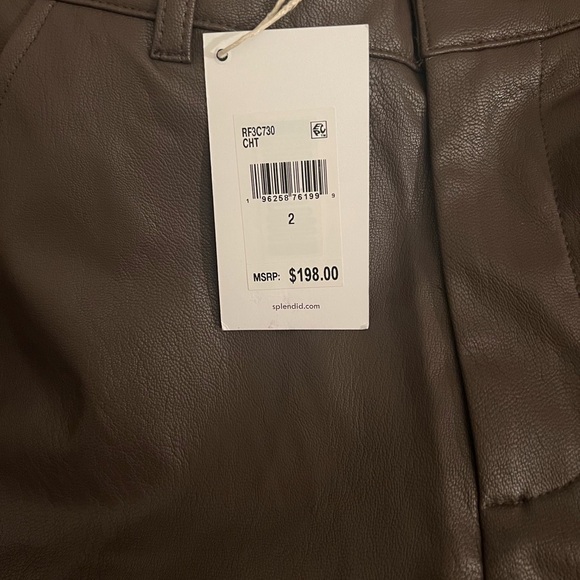 RF3C730
CHT
1 96258 76199 9
2
MSRP: $198.00
splendid.com